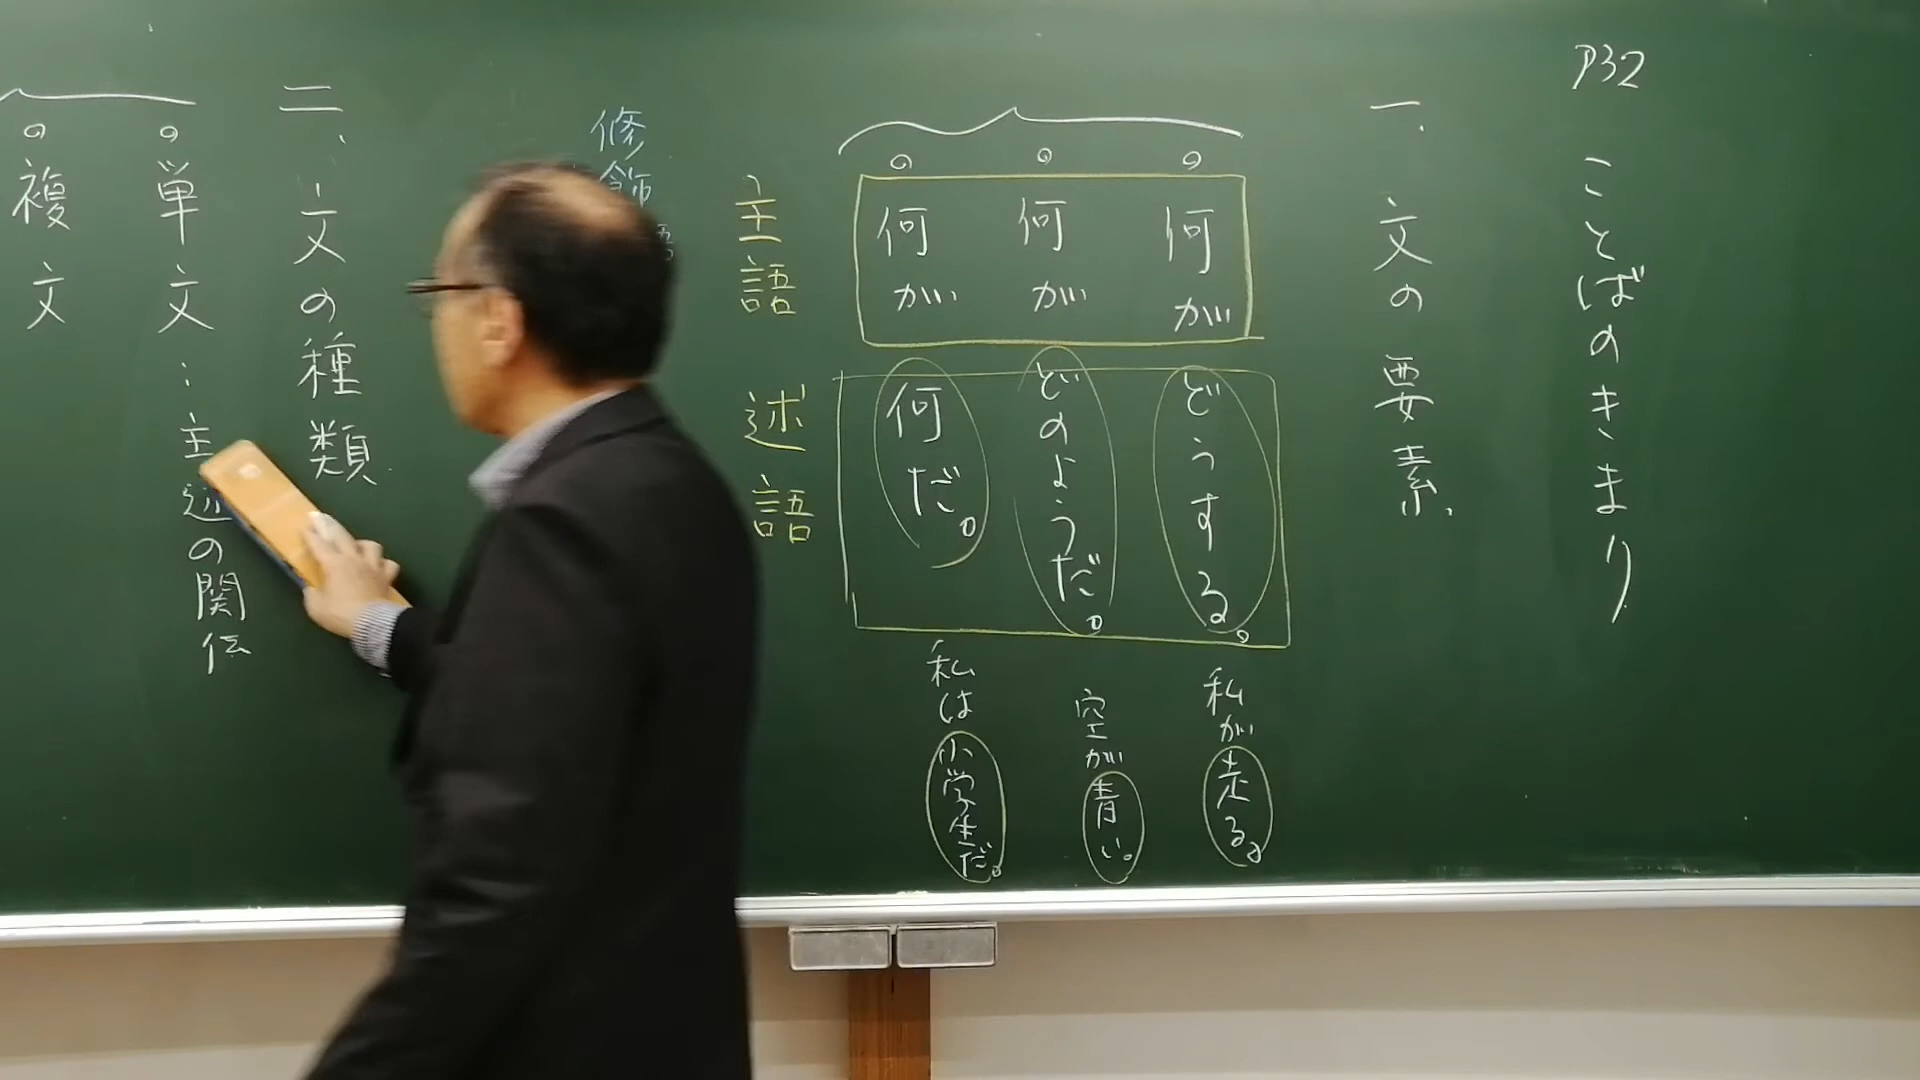 P32
ことばのきまり
一、文の要素
何がどうする。
私が走る。
何がどのようだ。
空が青い。
何が何だ。
私は小学生だ。
主語
述語
修飾語
二、文の種類
単文…主述の関係
複文